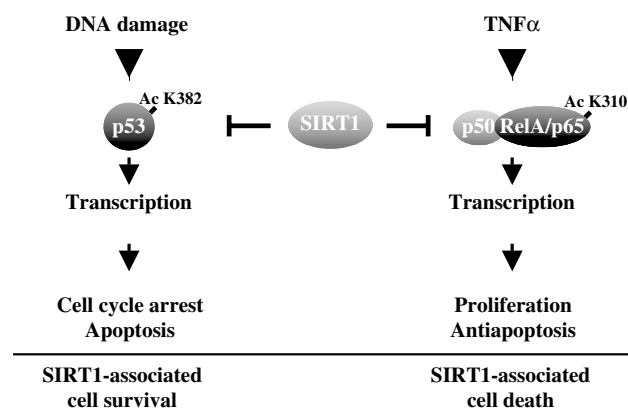 DNA damage
TNFα
Ac K382
Ac K310
p53
SIRT1
p50 RelA/p65
Transcription
Transcription
Cell cycle arrest
Apoptosis
Proliferation
Antiapoptosis
SIRT1-associated
cell survival
SIRT1-associated
cell death